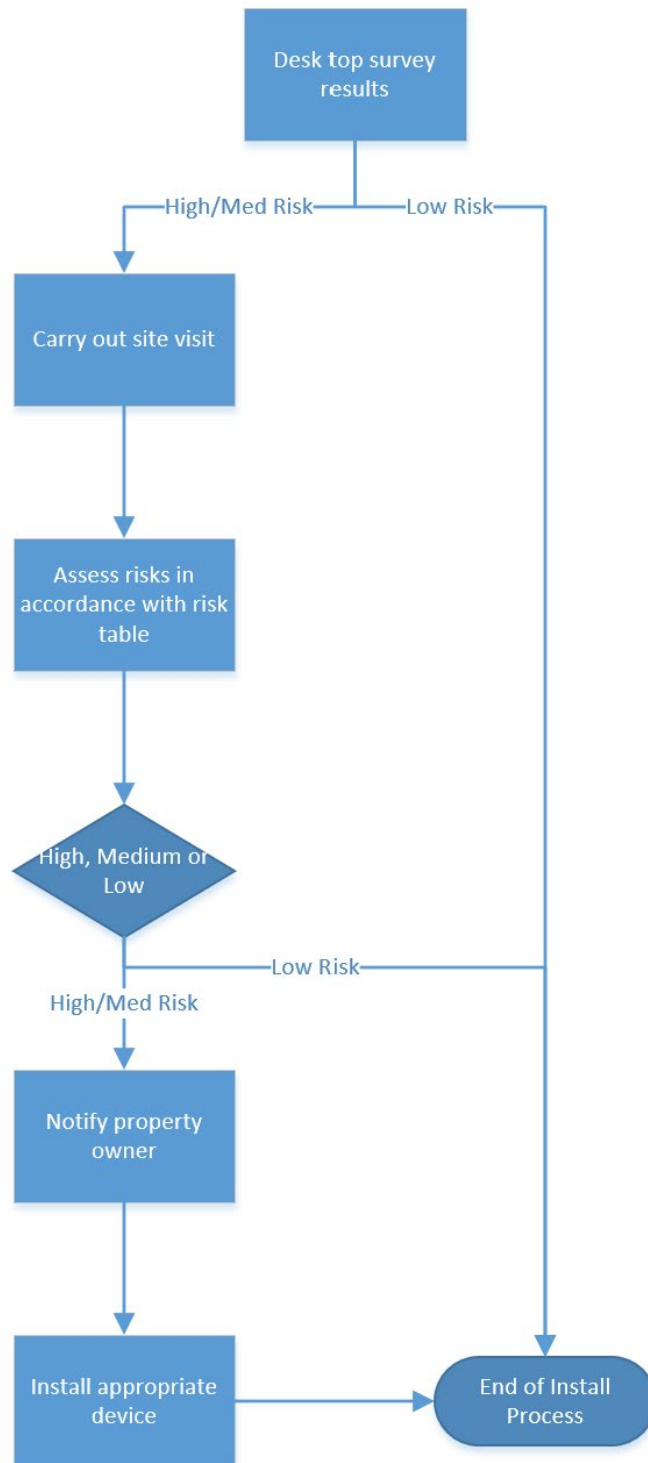 Desk top survey
results
High/Med Risk
Low Risk
Carry out site visit
Assess risks in
accordance with risk
table
High, Medium or
Low
Low Risk
High/Med Risk
Notify property
owner
Install appropriate
device
End of Install
Process